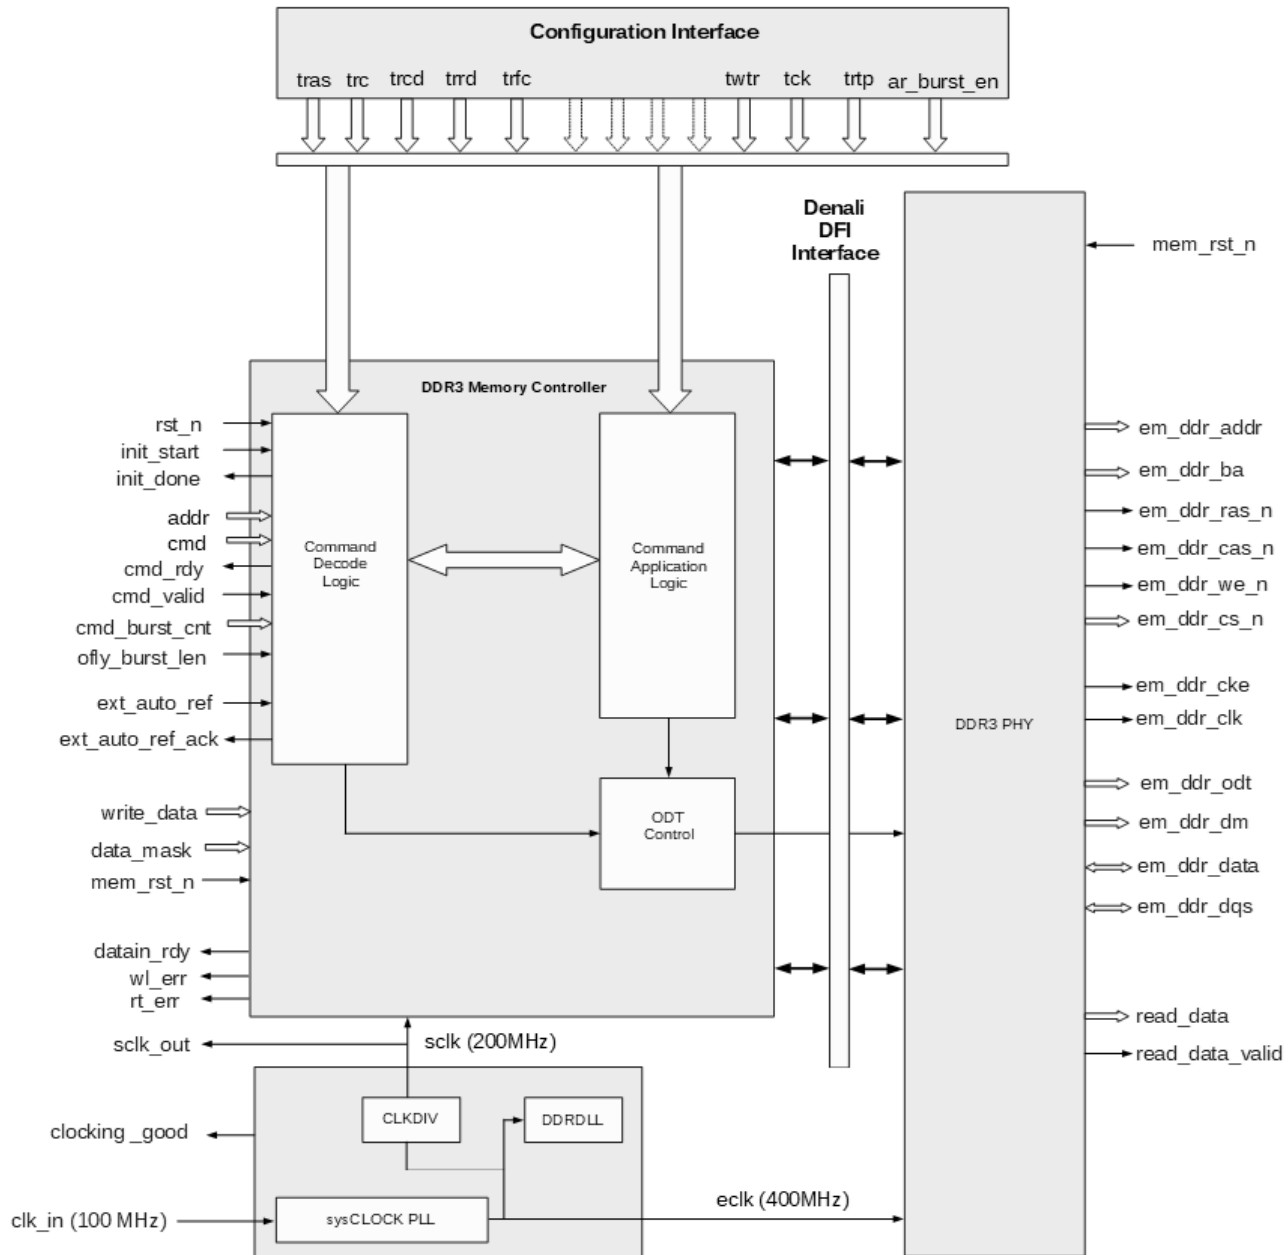 Configuration Interface
tras trc trcd trrd trfc twtr tck trtp ar_burst_en
Denali
DFI
Interface
mem_rst_n
DDR3 Memory Controller
rst_n
init_start
init_done
addr
cmd
cmd_rdy
cmd_valid
cmd_burst_cnt
ofly_burst_len
ext_auto_ref
ext_auto_ref_ack
write_data
data_mask
mem_rst_n
datain_rdy
wl_err
rt_err
sclk_out
Command
Decode
Logic
Command
Application
Logic
ODT
Control
DDR3 PHY
em_ddr_addr
em_ddr_ba
em_ddr_ras_n
em_ddr_cas_n
em_ddr_we_n
em_ddr_cs_n
em_ddr_cke
em_ddr_clk
em_ddr_odt
em_ddr_dm
em_ddr_data
em_ddr_dqs
read_data
read_data_valid
sclk (200MHz)
CLKDIV
DDRDLL
clocking _good
eclk (400MHz)
clk_in (100 MHz)
sysCLOCK PLL